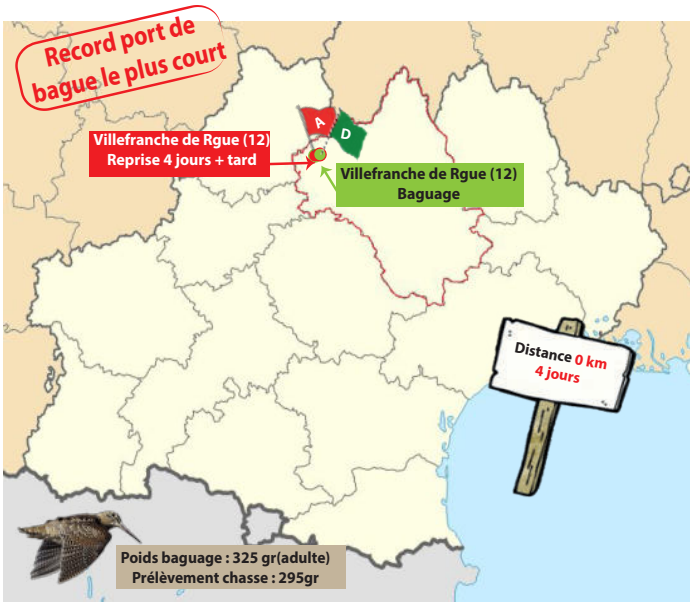 Record port de
bague le plus court
A
D
Villefranche de Rgue (12)
Reprise 4 jours + tard
Villefranche de Rgue (12)
Baguage
Distance 0 km
4 jours
Poids baguage : 325 gr(adulte)
Prélèvement chasse : 295gr